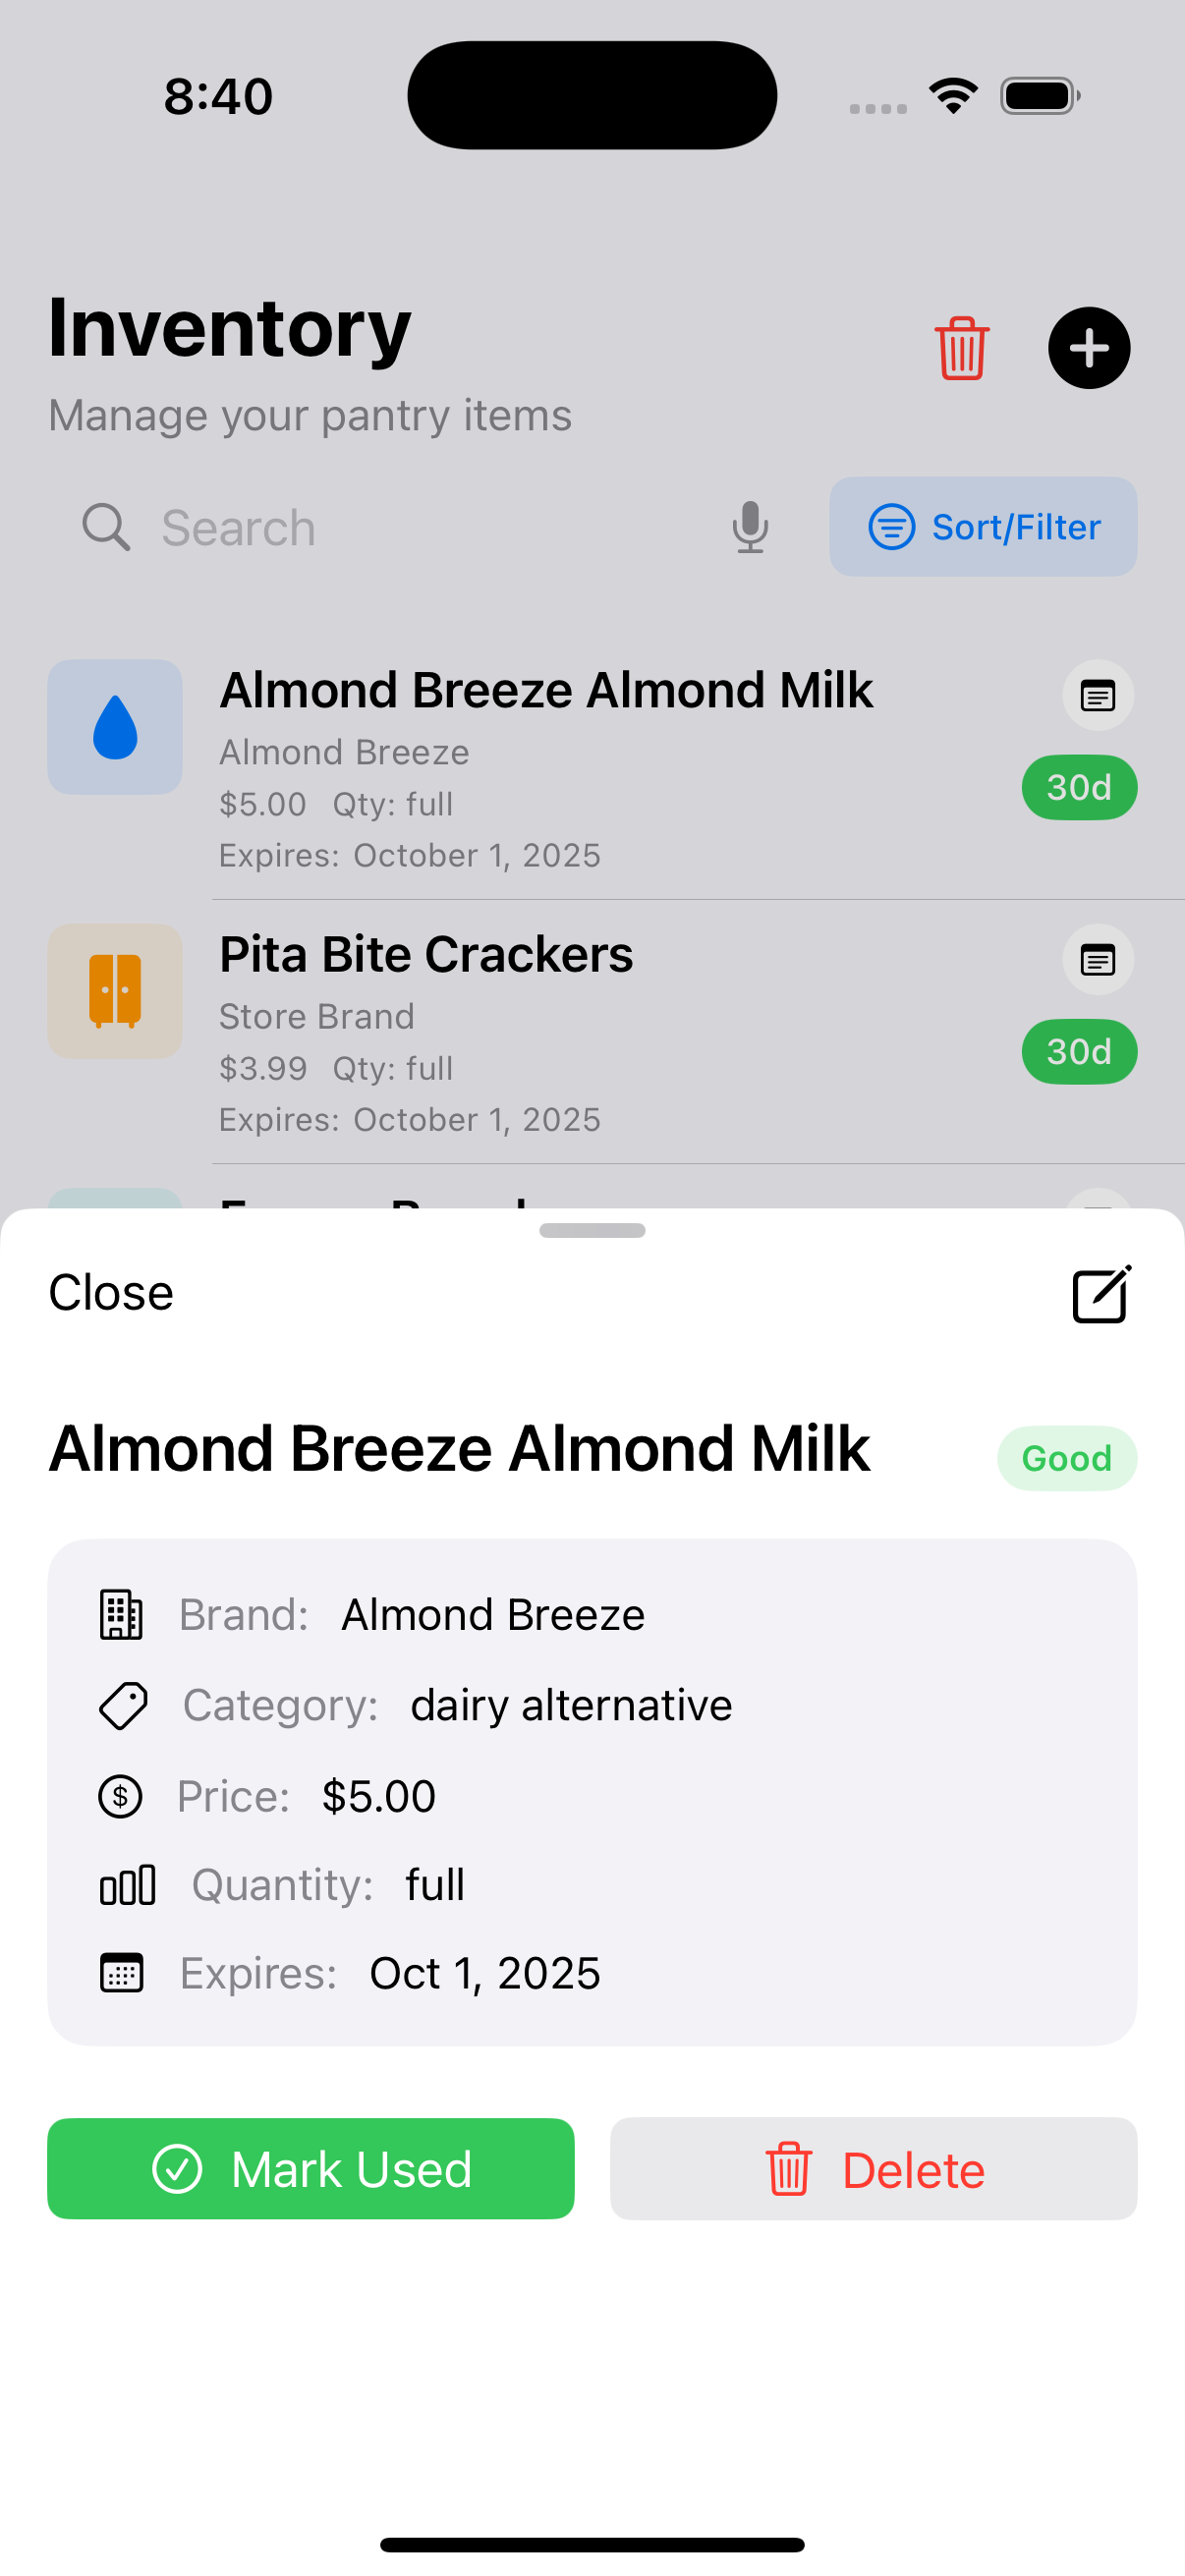 8:40
Inventory
Manage your pantry items
Search
Sort/Filter
Almond Breeze Almond Milk
Almond Breeze
30d
$5.00 Qty: full
Expires: October 1, 2025
Pita Bite Crackers
Store Brand
30d
$3.99 Qty: full
Expires: October 1, 2025
Close
Almond Breeze Almond Milk
Good
Brand: Almond Breeze
Category: dairy alternative
$ Price: $5.00
Quantity: full
Expires: Oct 1, 2025
Mark Used
Delete